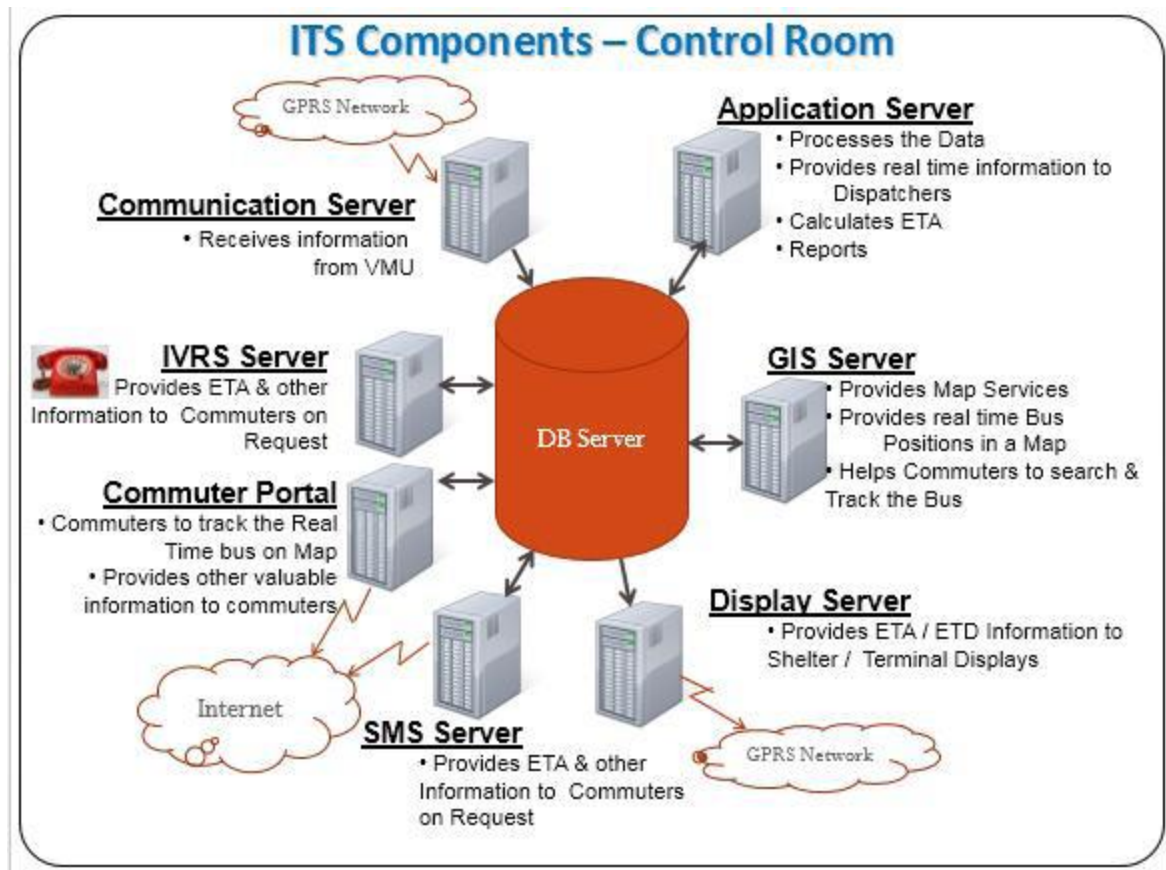 ITS Components – Control Room
GPRS Network
Application Server
• Processes the Data
• Provides real time information to
Dispatchers
• Calculates ETA
• Reports
Communication Server
• Receives information
from VMU
IVRS Server
Provides ETA & other
Information to Commuters on
Request
DB Server
GIS Server
• Provides Map Services
• Provides real time Bus
Positions in a Map
• Helps Commuters to search &
Track the Bus
Commuter Portal
• Commuters to track the Real
Time bus on Map
• Provides other valuable
information to commuters
Display Server
• Provides ETA / ETD Information to
Shelter / Terminal Displays
Internet
SMS Server
• Provides ETA & other
Information to Commuters
on Request
GPRS Network